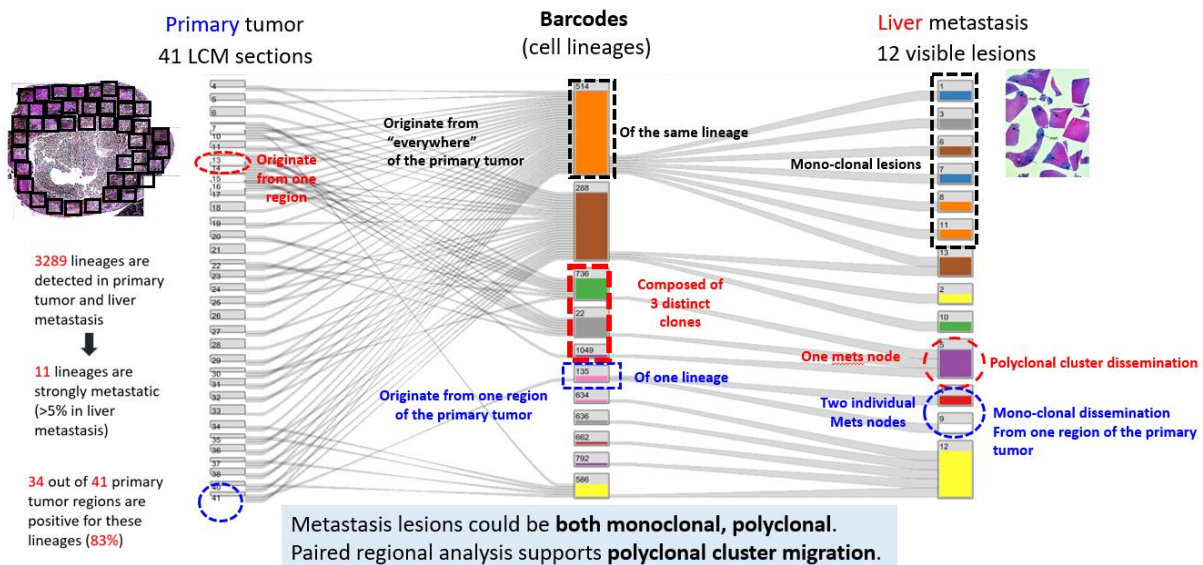 Primary tumor
41 LCM sections
Barcodes
(cell lineages)
Liver metastasis
12 visible lesions
3289 lineages are
detected in primary
tumor and liver
metastasis
11 lineages are
strongly metastatic
(>5% in liver
metastasis)
34 out of 41 primary
tumor regions are
positive for these
lineages (83%)
4
5
6
7
10
11
13
14
15
16
17
18
19
20
21
22
23
24
25
26
27
28
29
30
31
32
33
34
35
36
37
38
40
41
Originate
from one
region
Originate from
"everywhere"
of the primary
tumor
Originate from one region
of the primary tumor
514
288
736
22
1049
135
634
636
662
792
586
Of the same lineage
Mono-clonal lesions
Composed of
3 distinct
clones
Of one lineage
One mets node
Two individual
Mets nodes
1
3
6
7
8
11
13
2
10
5
9
12
Polyclonal cluster dissemination
Mono-clonal dissemination
From one region of the primary
tumor
Metastasis lesions could be both monoclonal, polyclonal.
Paired regional analysis supports polyclonal cluster migration.